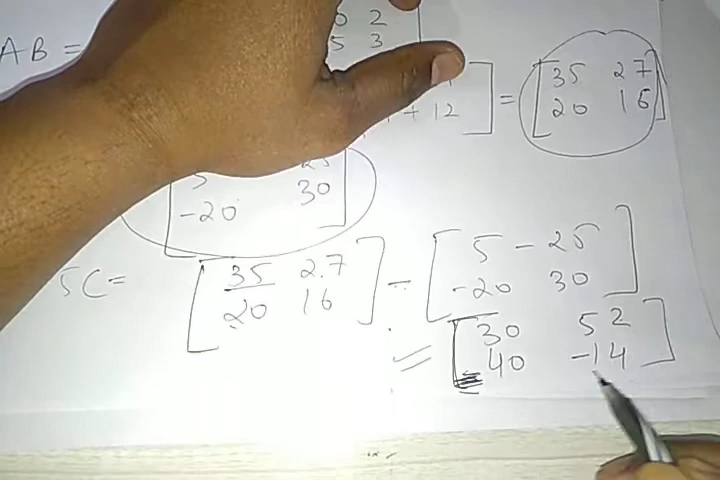 AB = 0 2
5 3
+ 12 ] = [ 35 27
20 16 ]
-20 30 ]
5C = [ 35 27
20 16 ] - [ 5 - 25
-20 30 ]
[ 30 52
40 -14 ]